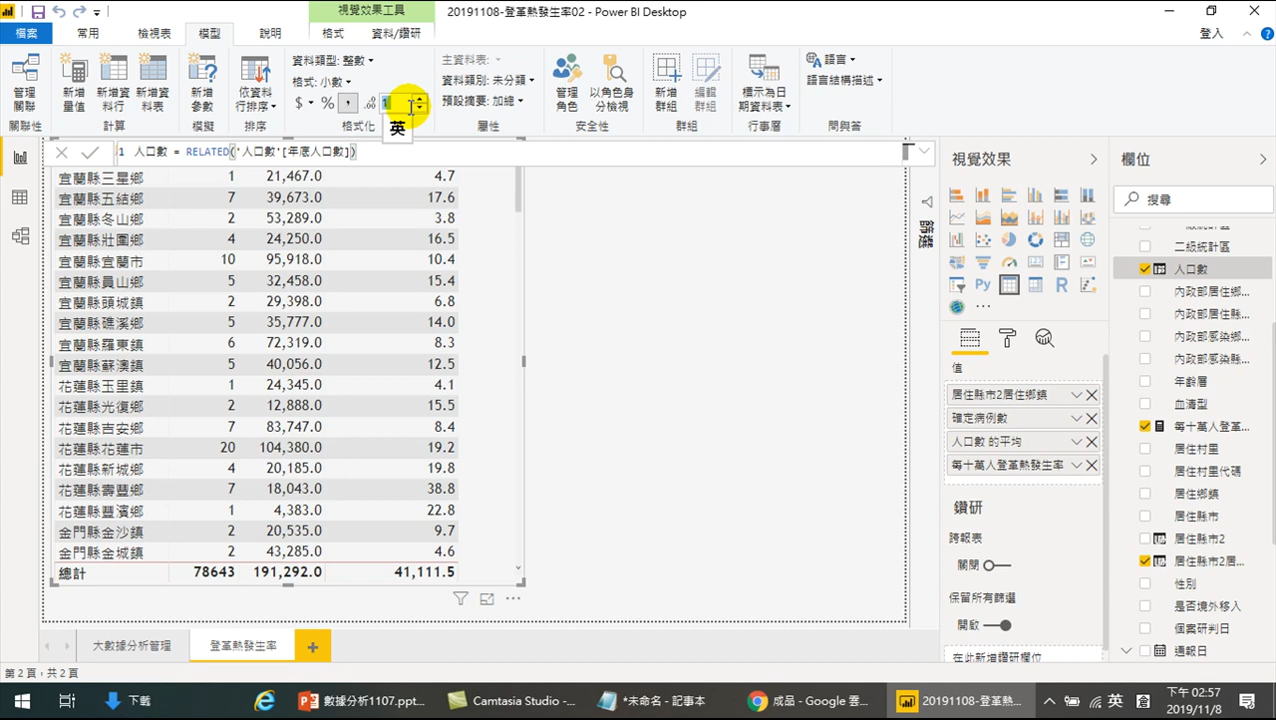 20191108-登革熱發生率02 - Power BI Desktop
視覺效果工具
檔案 常用 檢視表 模型 說明 格式 資料/鑽研 登入
管理
關聯
關聯性
新增
量值
新增資
料行
新增資
料表
計算
新增
參數
模擬
依資料
行排序
排序
資料類型: 整數
格式: 小數
$ % , 1
格式化
英
主資料表:
資料類別: 未分類
預設摘要: 加總
屬性
管理
角色
以角色身
分檢視
安全性
新增
群組
編輯
群組
群組
標示為日
期資料表
行事曆
語言
語言結構描述
問與答
1 人口數 = RELATED('人口數'[年底人口數])
宜蘭縣三星鄉 1 21,467.0 4.7
宜蘭縣五結鄉 7 39,673.0 17.6
宜蘭縣冬山鄉 2 53,289.0 3.8
宜蘭縣壯圍鄉 4 24,250.0 16.5
宜蘭縣宜蘭市 10 95,918.0 10.4
宜蘭縣員山鄉 5 32,458.0 15.4
宜蘭縣頭城鎮 2 29,398.0 6.8
宜蘭縣礁溪鄉 5 35,777.0 14.0
宜蘭縣羅東鎮 6 72,319.0 8.3
宜蘭縣蘇澳鎮 5 40,056.0 12.5
花蓮縣玉里鎮 1 24,345.0 4.1
花蓮縣光復鄉 2 12,888.0 15.5
花蓮縣吉安鄉 7 83,747.0 8.4
花蓮縣花蓮市 20 104,380.0 19.2
花蓮縣新城鄉 4 20,185.0 19.8
花蓮縣壽豐鄉 7 18,043.0 38.8
花蓮縣豐濱鄉 1 4,383.0 22.8
金門縣金沙鎮 2 20,535.0 9.7
金門縣金城鎮 2 43,285.0 4.6
總計 78643 191,292.0 41,111.5
篩選
視覺效果
Py R
值
居住縣市2居住鄉鎮
確定病例數
人口數 的平均
每十萬人登革熱發生率
鑽研
跨報表
關閉
保留所有篩選
開啟
在此新增鑽研欄位
欄位
搜尋
二級統計區
人口數
內政部居住鄉...
內政部居住縣...
內政部感染鄉...
內政部感染縣...
年齡層
血清型
每十萬人登革...
居住村里
居住村里代碼
居住鄉鎮
居住縣市
居住縣市2
居住縣市2居...
性別
是否境外移入
個案研判日
通報日
大數據分析管理 登革熱發生率
第 2 頁，共 2 頁
下載
數據分析1107.ppt...
Camtasia Studio -...
*未命名 - 記事本
成品 - Google 雲...
20191108-登革熱...
英
下午 02:57
2019/11/8